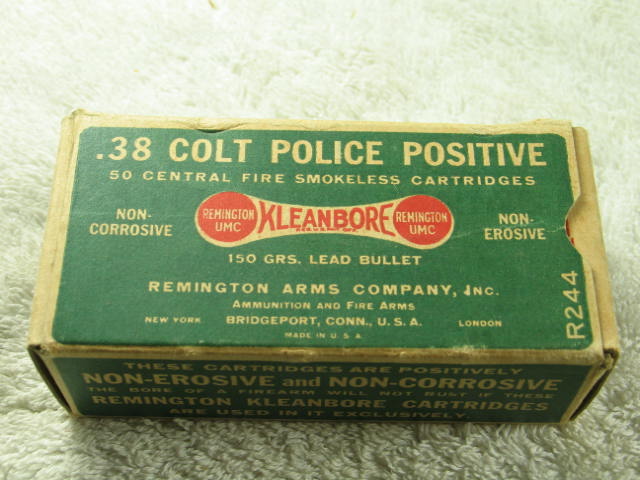 .38 COLT POLICE POSITIVE
50 CENTRAL FIRE SMOKELESS CARTRIDGES
NON-
CORROSIVE
REMINGTON
UMC
KLEANBORE
REMINGTON
UMC
NON-
EROSIVE
150 GRS. LEAD BULLET
REMINGTON ARMS COMPANY, INC.
AMMUNITION AND FIRE ARMS
NEW YORK BRIDGEPORT, CONN., U. S. A. LONDON
MADE IN U. S. A.
R244
THESE CARTRIDGES ARE POSITIVELY
NON-EROSIVE and NON-CORROSIVE
THE BORE OF A FIREARM WILL NOT RUST IF THESE
REMINGTON KLEANBORE CARTRIDGES
ARE USED IN IT EXCLUSIVELY.